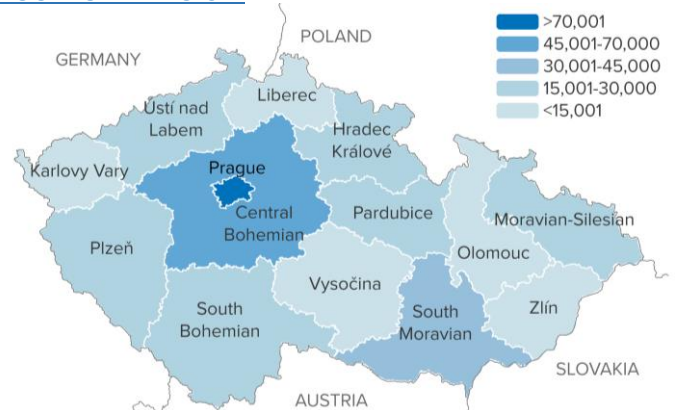 >70,001
45,001-70,000
30,001-45,000
15,001-30,000
<15,001
POLAND
GERMANY
Liberec
Ústí nad
Labem
Hradec
Králové
Karlovy Vary
Prague
Central
Bohemian
Pardubice
Moravian-Silesian
Plzeň
Olomouc
Vysočina
South
Bohemian
South
Moravian
Zlín
SLOVAKIA
AUSTRIA